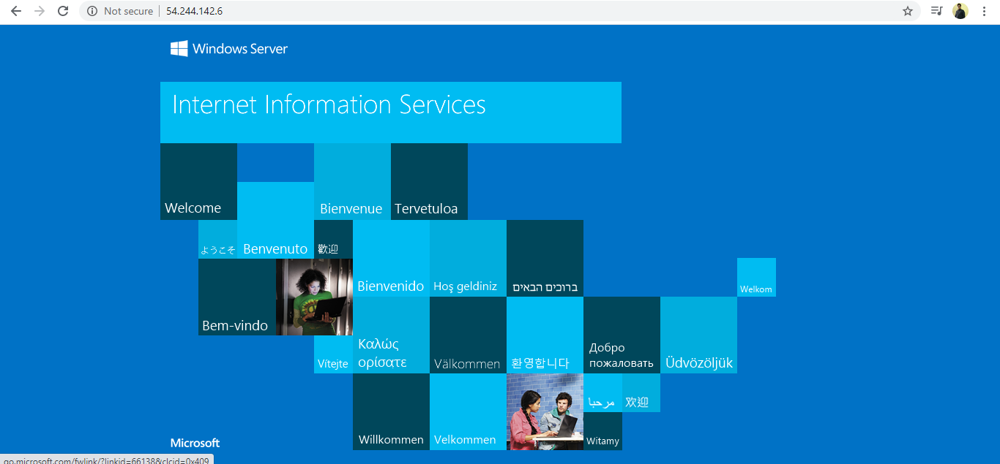 Not secure
54.244.142.6
Windows Server
Internet Information Services
Welcome
Bienvenue
Tervetuloa
ようこそ
Benvenuto
歡迎
Bienvenido
Hoş geldiniz
ברוכים הבאים
Welkom
Bem-vindo
Καλώς
ορίσατε
Vítejte
Välkommen
환영합니다
Добро
пожаловать
Üdvözöljük
مرحبا
欢迎
Willkommen
Velkommen
Witamy
Microsoft
go.microsoft.com/fwlink/?linkid=66138&clcid=0x409